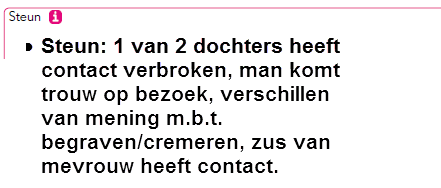 Steun
• Steun: 1 van 2 dochters heeft
contact verbroken, man komt
trouw op bezoek, verschillen
van mening m.b.t.
begraven/cremeren, zus van
mevrouw heeft contact.